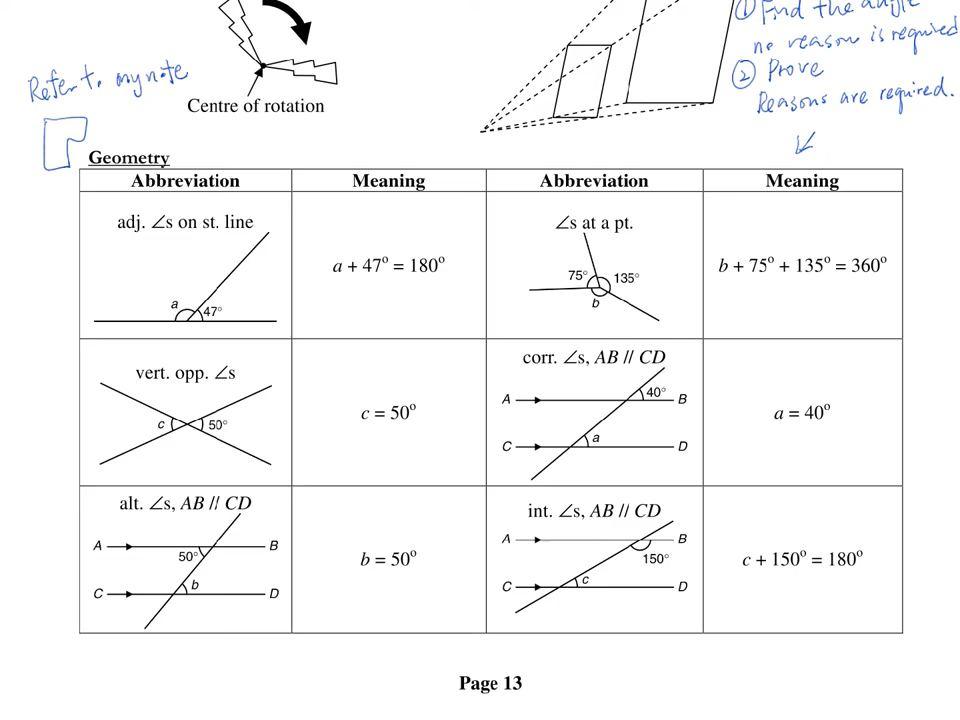 ① Find the angle
no reason is required
② Prove
Reasons are required.
Refer to my note
Centre of rotation
Geometry
Abbreviation Meaning Abbreviation Meaning
adj. ∠s on st. line
a 47°
a + 47° = 180°
∠s at a pt.
75° 135°
b
b + 75° + 135° = 360°
vert. opp. ∠s
c 50°
c = 50°
corr. ∠s, AB // CD
A 40° B
C a D
a = 40°
alt. ∠s, AB // CD
A B
50°
C b D
b = 50°
int. ∠s, AB // CD
A B
150°
C c D
c + 150° = 180°
Page 13